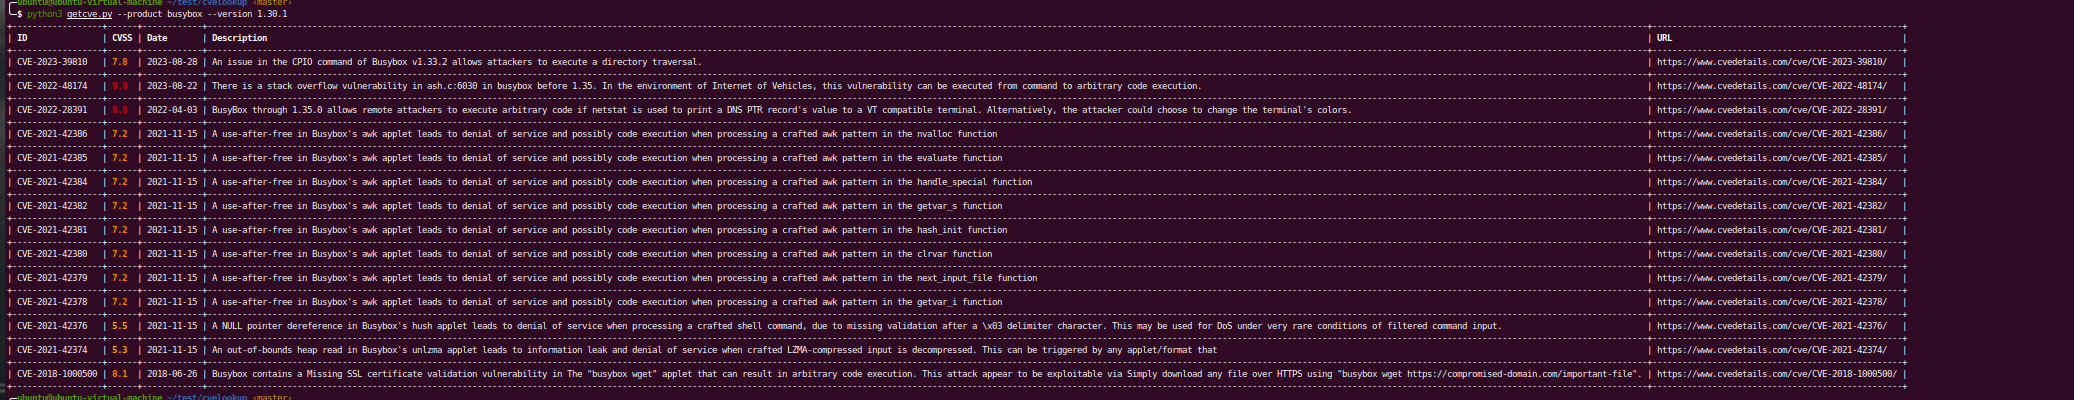 ubuntu@ubuntu-virtual-machine ~/test/cvelookup ‹master›
$ python3 getcve.py --product busybox --version 1.30.1
| ID | CVSS | Date | Description | URL |
| CVE-2023-39810 | 7.8 | 2023-08-28 | An issue in the CPIO command of Busybox v1.33.2 allows attackers to execute a directory traversal. | https://www.cvedetails.com/cve/CVE-2023-39810/ |
| CVE-2022-48174 | 9.8 | 2023-08-22 | There is a stack overflow vulnerability in ash.c:6030 in busybox before 1.35. In the environment of Internet of Vehicles, this vulnerability can be executed from command to arbitrary code execution. | https://www.cvedetails.com/cve/CVE-2022-48174/ |
| CVE-2022-28391 | 8.8 | 2022-04-03 | BusyBox through 1.35.0 allows remote attackers to execute arbitrary code if netstat is used to print a DNS PTR record's value to a VT compatible terminal. Alternatively, the attacker could choose to change the terminal's colors. | https://www.cvedetails.com/cve/CVE-2022-28391/ |
| CVE-2021-42386 | 7.2 | 2021-11-15 | A use-after-free in Busybox's awk applet leads to denial of service and possibly code execution when processing a crafted awk pattern in the nvalloc function | https://www.cvedetails.com/cve/CVE-2021-42386/ |
| CVE-2021-42385 | 7.2 | 2021-11-15 | A use-after-free in Busybox's awk applet leads to denial of service and possibly code execution when processing a crafted awk pattern in the evaluate function | https://www.cvedetails.com/cve/CVE-2021-42385/ |
| CVE-2021-42384 | 7.2 | 2021-11-15 | A use-after-free in Busybox's awk applet leads to denial of service and possibly code execution when processing a crafted awk pattern in the handle_special function | https://www.cvedetails.com/cve/CVE-2021-42384/ |
| CVE-2021-42382 | 7.2 | 2021-11-15 | A use-after-free in Busybox's awk applet leads to denial of service and possibly code execution when processing a crafted awk pattern in the getvar_s function | https://www.cvedetails.com/cve/CVE-2021-42382/ |
| CVE-2021-42381 | 7.2 | 2021-11-15 | A use-after-free in Busybox's awk applet leads to denial of service and possibly code execution when processing a crafted awk pattern in the hash_init function | https://www.cvedetails.com/cve/CVE-2021-42381/ |
| CVE-2021-42380 | 7.2 | 2021-11-15 | A use-after-free in Busybox's awk applet leads to denial of service and possibly code execution when processing a crafted awk pattern in the clrvar function | https://www.cvedetails.com/cve/CVE-2021-42380/ |
| CVE-2021-42379 | 7.2 | 2021-11-15 | A use-after-free in Busybox's awk applet leads to denial of service and possibly code execution when processing a crafted awk pattern in the next_input_file function | https://www.cvedetails.com/cve/CVE-2021-42379/ |
| CVE-2021-42378 | 7.2 | 2021-11-15 | A use-after-free in Busybox's awk applet leads to denial of service and possibly code execution when processing a crafted awk pattern in the getvar_i function | https://www.cvedetails.com/cve/CVE-2021-42378/ |
| CVE-2021-42376 | 5.5 | 2021-11-15 | A NULL pointer dereference in Busybox's hush applet leads to denial of service when processing a crafted shell command, due to missing validation after a \x03 delimiter character. This may be used for DoS under very rare conditions of filtered command input. | https://www.cvedetails.com/cve/CVE-2021-42376/ |
| CVE-2021-42374 | 5.3 | 2021-11-15 | An out-of-bounds heap read in Busybox's unlzma applet leads to information leak and denial of service when crafted LZMA-compressed input is decompressed. This can be triggered by any applet/format that | https://www.cvedetails.com/cve/CVE-2021-42374/ |
| CVE-2018-1000500 | 8.1 | 2018-06-26 | Busybox contains a Missing SSL certificate validation vulnerability in The "busybox wget" applet that can result in arbitrary code execution. This attack appear to be exploitable via Simply download any file over HTTPS using "busybox wget https://compromised-domain.com/important-file". | https://www.cvedetails.com/cve/CVE-2018-1000500/ |
ubuntu@ubuntu-virtual-machine ~/test/cvelookup ‹master›